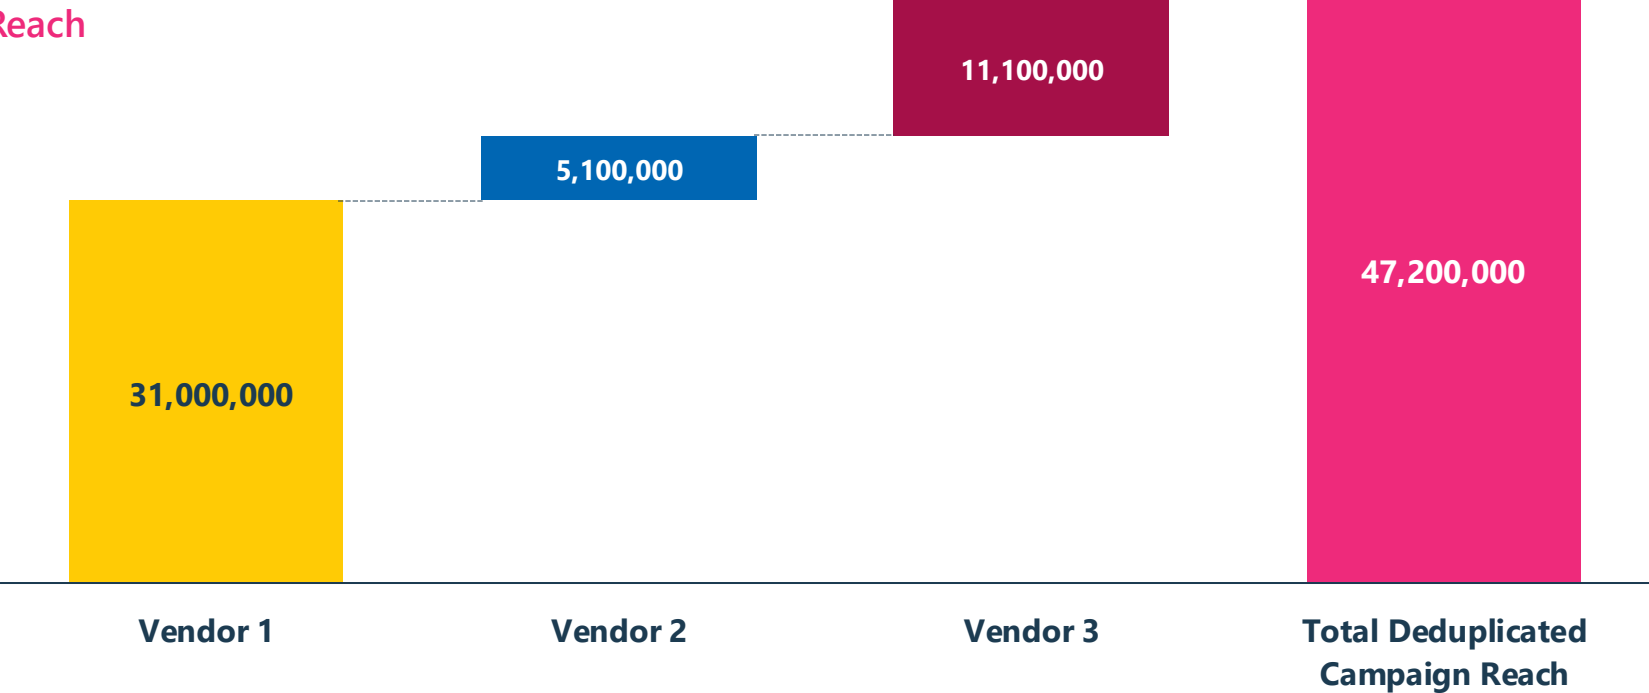 Reach
11,100,000
5,100,000
47,200,000
31,000,000
Vendor 1
Vendor 2
Vendor 3
Total Deduplicated
Campaign Reach